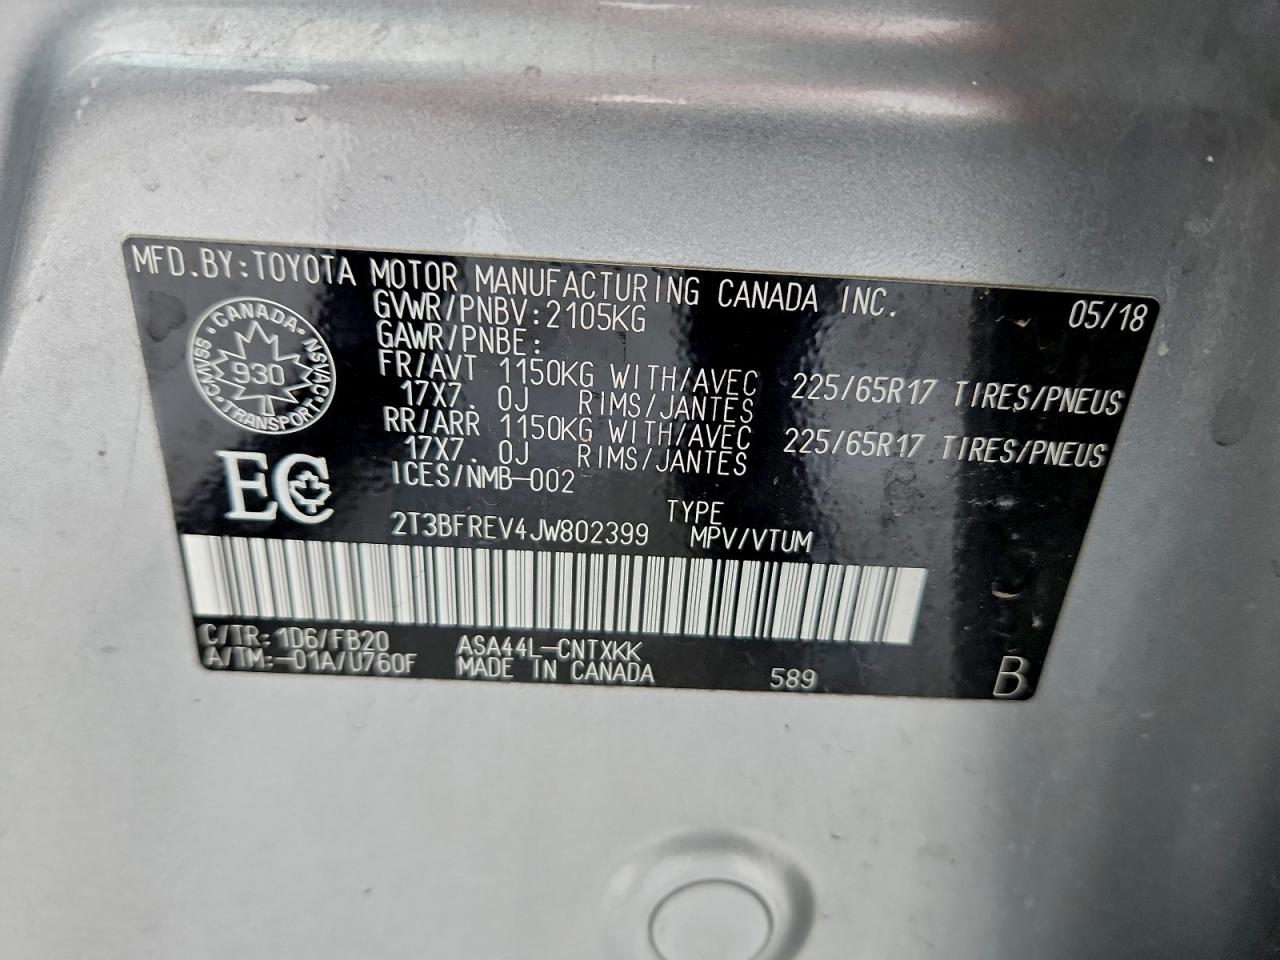 MFD.BY:TOYOTA MOTOR MANUFACTURING CANADA INC. 05/18
GVWR/PNBV:2105KG
GAWR/PNBE:
FR/AVT 1150KG WITH/AVEC 225/65R17 TIRES/PNEUS
17X7.0J RIMS/JANTES
RR/ARR 1150KG WITH/AVEC 225/65R17 TIRES/PNEUS
17X7.0J RIMS/JANTES
ICES/NMB-002
CANADA NSVAC TRANSPORT NSVAC
930
EC
TYPE
2T3BFREV4JW802399 MPV/VTUM
C/TR:1D6/FB20 ASA44L-CNTXKK
A/TM:-01A/U760F MADE IN CANADA 589 B